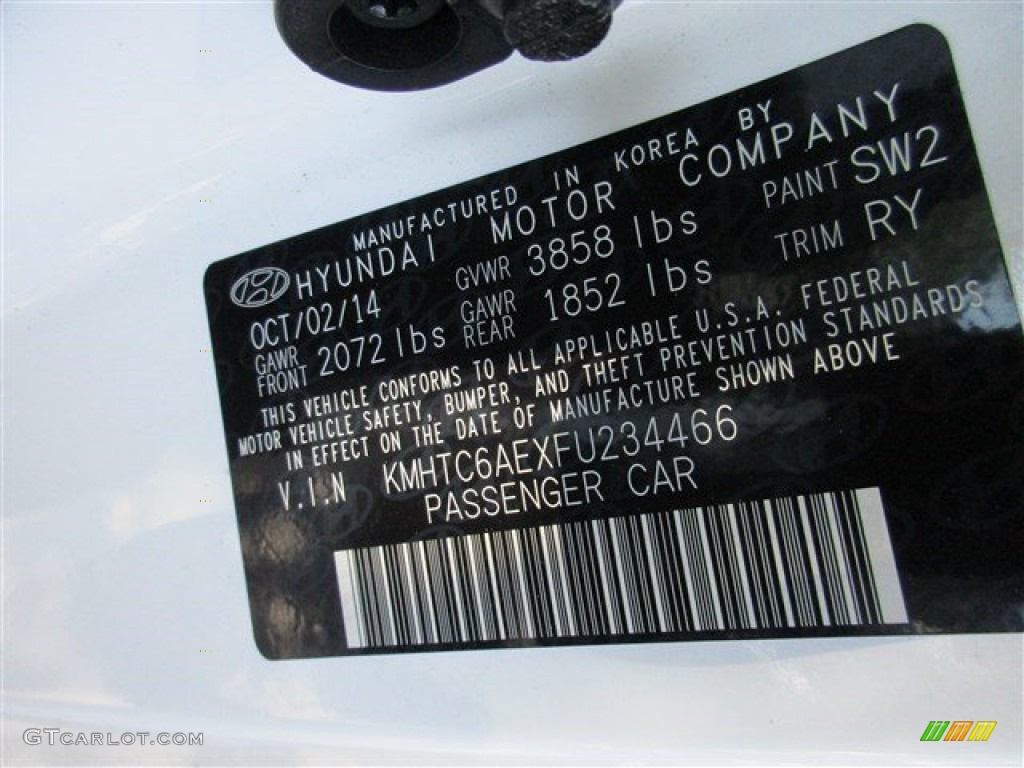 MANUFACTURED IN KOREA BY
HYUNDAI MOTOR COMPANY
OCT/02/14 GVWR 3858 lbs PAINT SW2
GAWR FRONT 2072 lbs GAWR REAR 1852 lbs TRIM RY
THIS VEHICLE CONFORMS TO ALL APPLICABLE U.S.A. FEDERAL
MOTOR VEHICLE SAFETY, BUMPER, AND THEFT PREVENTION STANDARDS
IN EFFECT ON THE DATE OF MANUFACTURE SHOWN ABOVE
V.I.N KMHTC6AEXFU234466
PASSENGER CAR
GTCARLOT.COM